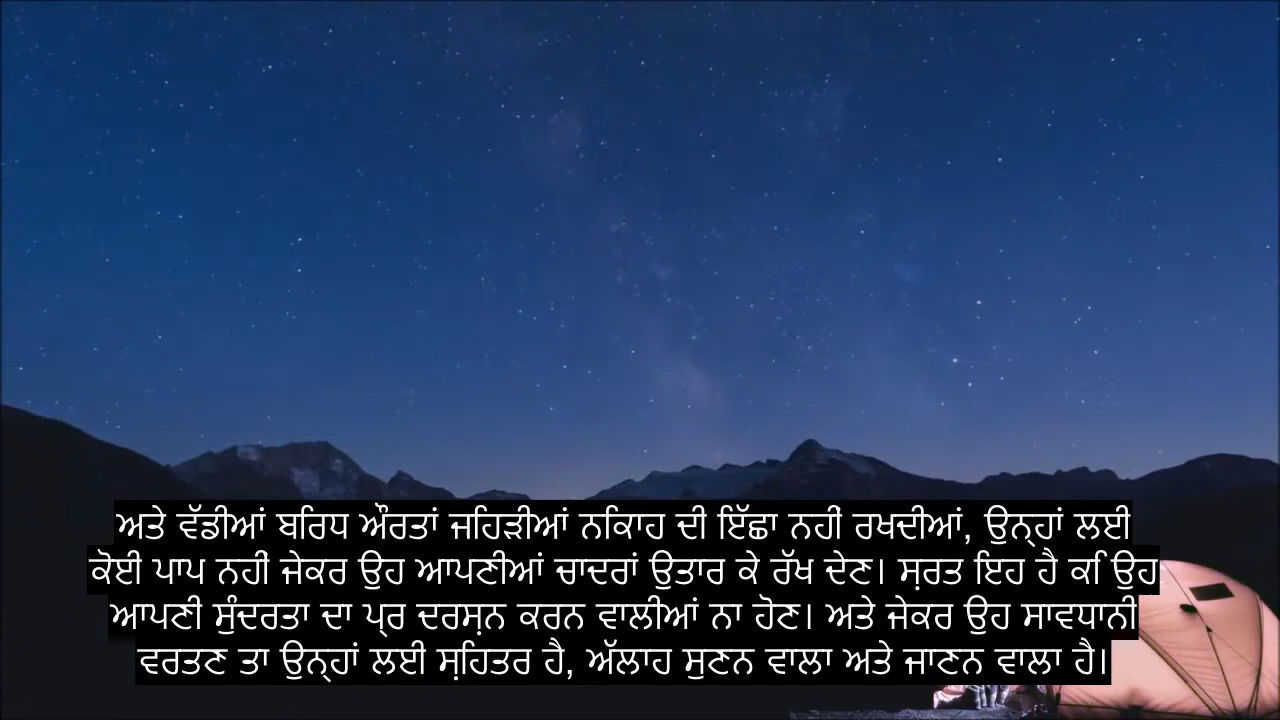 ਅਤੇ ਵੱਡੀਆਂ ਬਰਿਧ ਔਰਤਾਂ ਜਹਿੜੀਆਂ ਨਕਿਾਹ ਦੀ ਇੱਛਾ ਨਹੀਂ ਰਖਦੀਆਂ, ਉਨ੍ਹਾਂ ਲਈ
ਕੋਈ ਪਾਪ ਨਹੀਂ ਜੇਕਰ ਉਹ ਆਪਣੀਆਂ ਚਾਦਰਾਂ ਉਤਾਰ ਕੇ ਰੱਖ ਦੇਣ। ਸ਼ਰਤ ਇਹ ਹੈ ਕਿ ਉਹ
ਆਪਣੀ ਸੁੰਦਰਤਾ ਦਾ ਪ੍ਰ ਦਰਸ਼ਨ ਕਰਨ ਵਾਲੀਆਂ ਨਾ ਹੋਣ। ਅਤੇ ਜੇਕਰ ਉਹ ਸਾਵਧਾਨੀ
ਵਰਤਣ ਤਾ ਉਨ੍ਹਾਂ ਲਈ ਸ਼ਹਿਤਰ ਹੈ, ਅੱਲਾਹ ਸੁਣਨ ਵਾਲਾ ਅਤੇ ਜਾਣਨ ਵਾਲਾ ਹੈ।